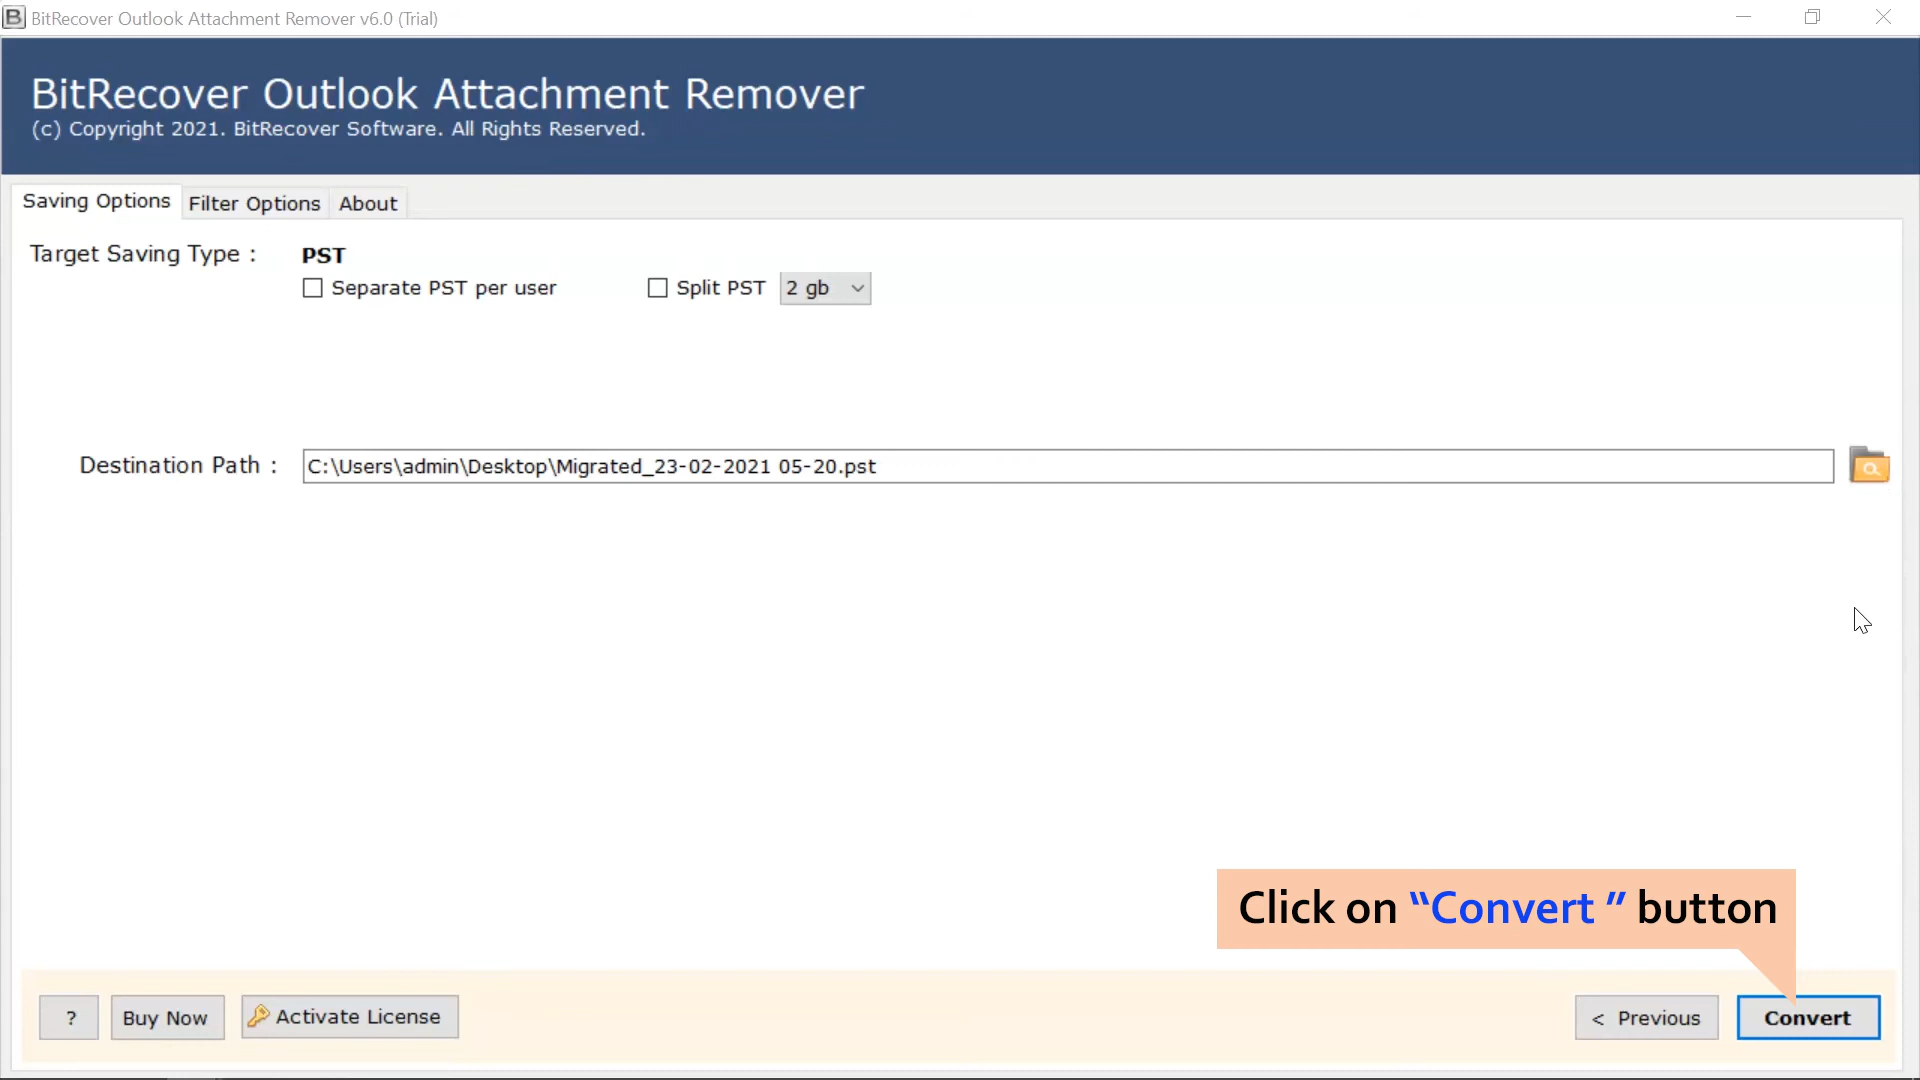 BitRecover Outlook Attachment Remover v6.0 (Trial)
BitRecover Outlook Attachment Remover
(c) Copyright 2021. BitRecover Software. All Rights Reserved.
Saving Options Filter Options About
Target Saving Type : PST
Separate PST per user Split PST 2 gb
Destination Path : C:\Users\admin\Desktop\Migrated_23-02-2021 05-20.pst
Click on “Convert ” button
? Buy Now Activate License < Previous Convert